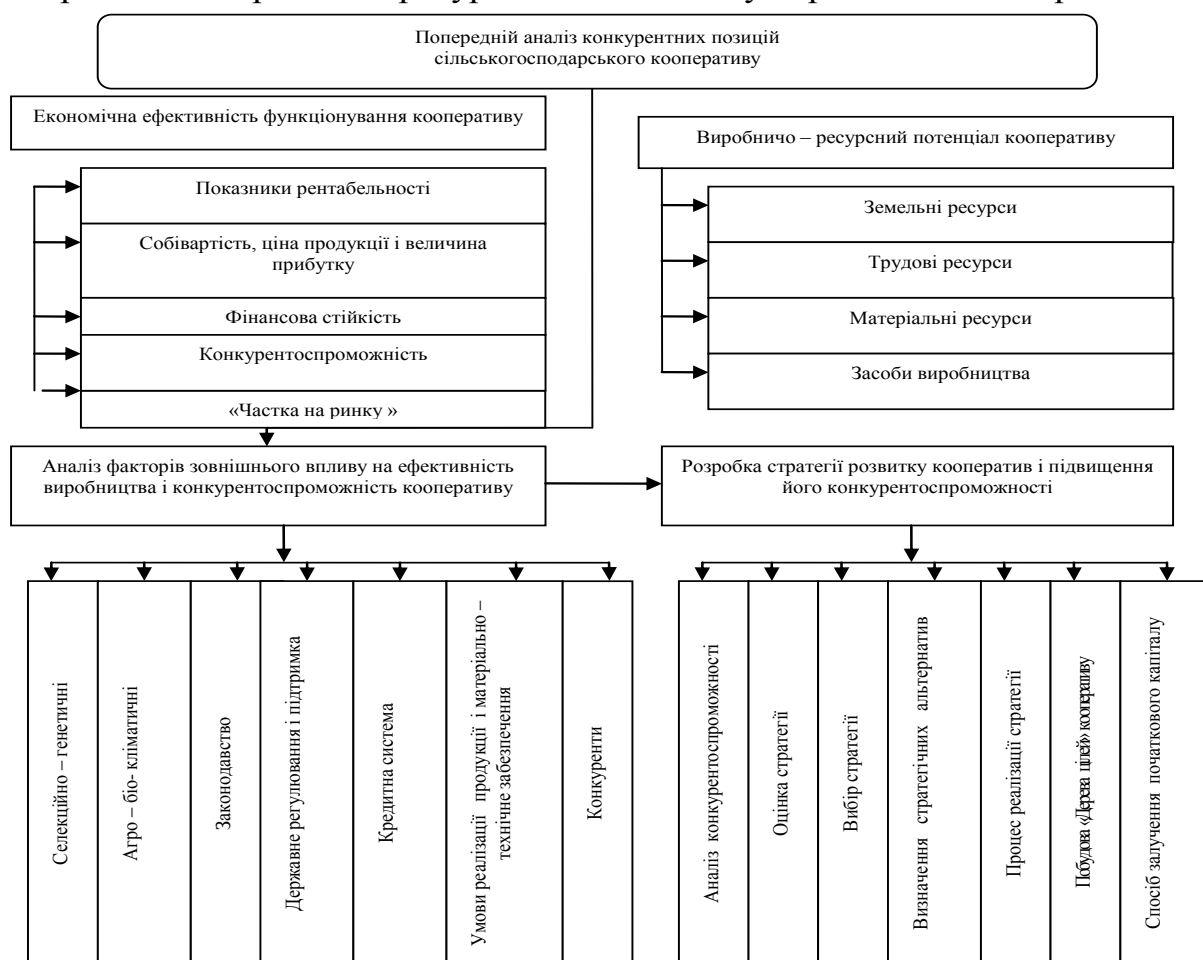 Попередній аналіз конкурентних позицій
сільськогосподарського кооперативу
Економічна ефективність функціонування кооперативу
Виробничо – ресурсний потенціал кооперативу
Показники рентабельності
Собівартість, ціна продукції і величина
прибутку
Фінансова стійкість
Конкурентоспроможність
«Частка на ринку »
Земельні ресурси
Трудові ресурси
Матеріальні ресурси
Засоби виробництва
Аналіз факторів зовнішнього впливу на ефективність
виробництва і конкурентоспроможність кооперативу
Розробка стратегії розвитку кооператив і підвищення
його конкурентоспроможності
Селекційно – генетичні
Агро – біо- кліматичні
Законодавство
Державне регулювання і підтримка
Кредитна система
Умови реалізації продукції і матеріально –
технічне забезпечення
Конкуренти
Аналіз конкурентоспроможності
Оцінка стратегії
Вибір стратегії
Визначення стратегічних альтернатив
Процес реалізації стратегії
Побудова «Дерева цілей» кооперативу
Спосіб залучення початкового капіталу